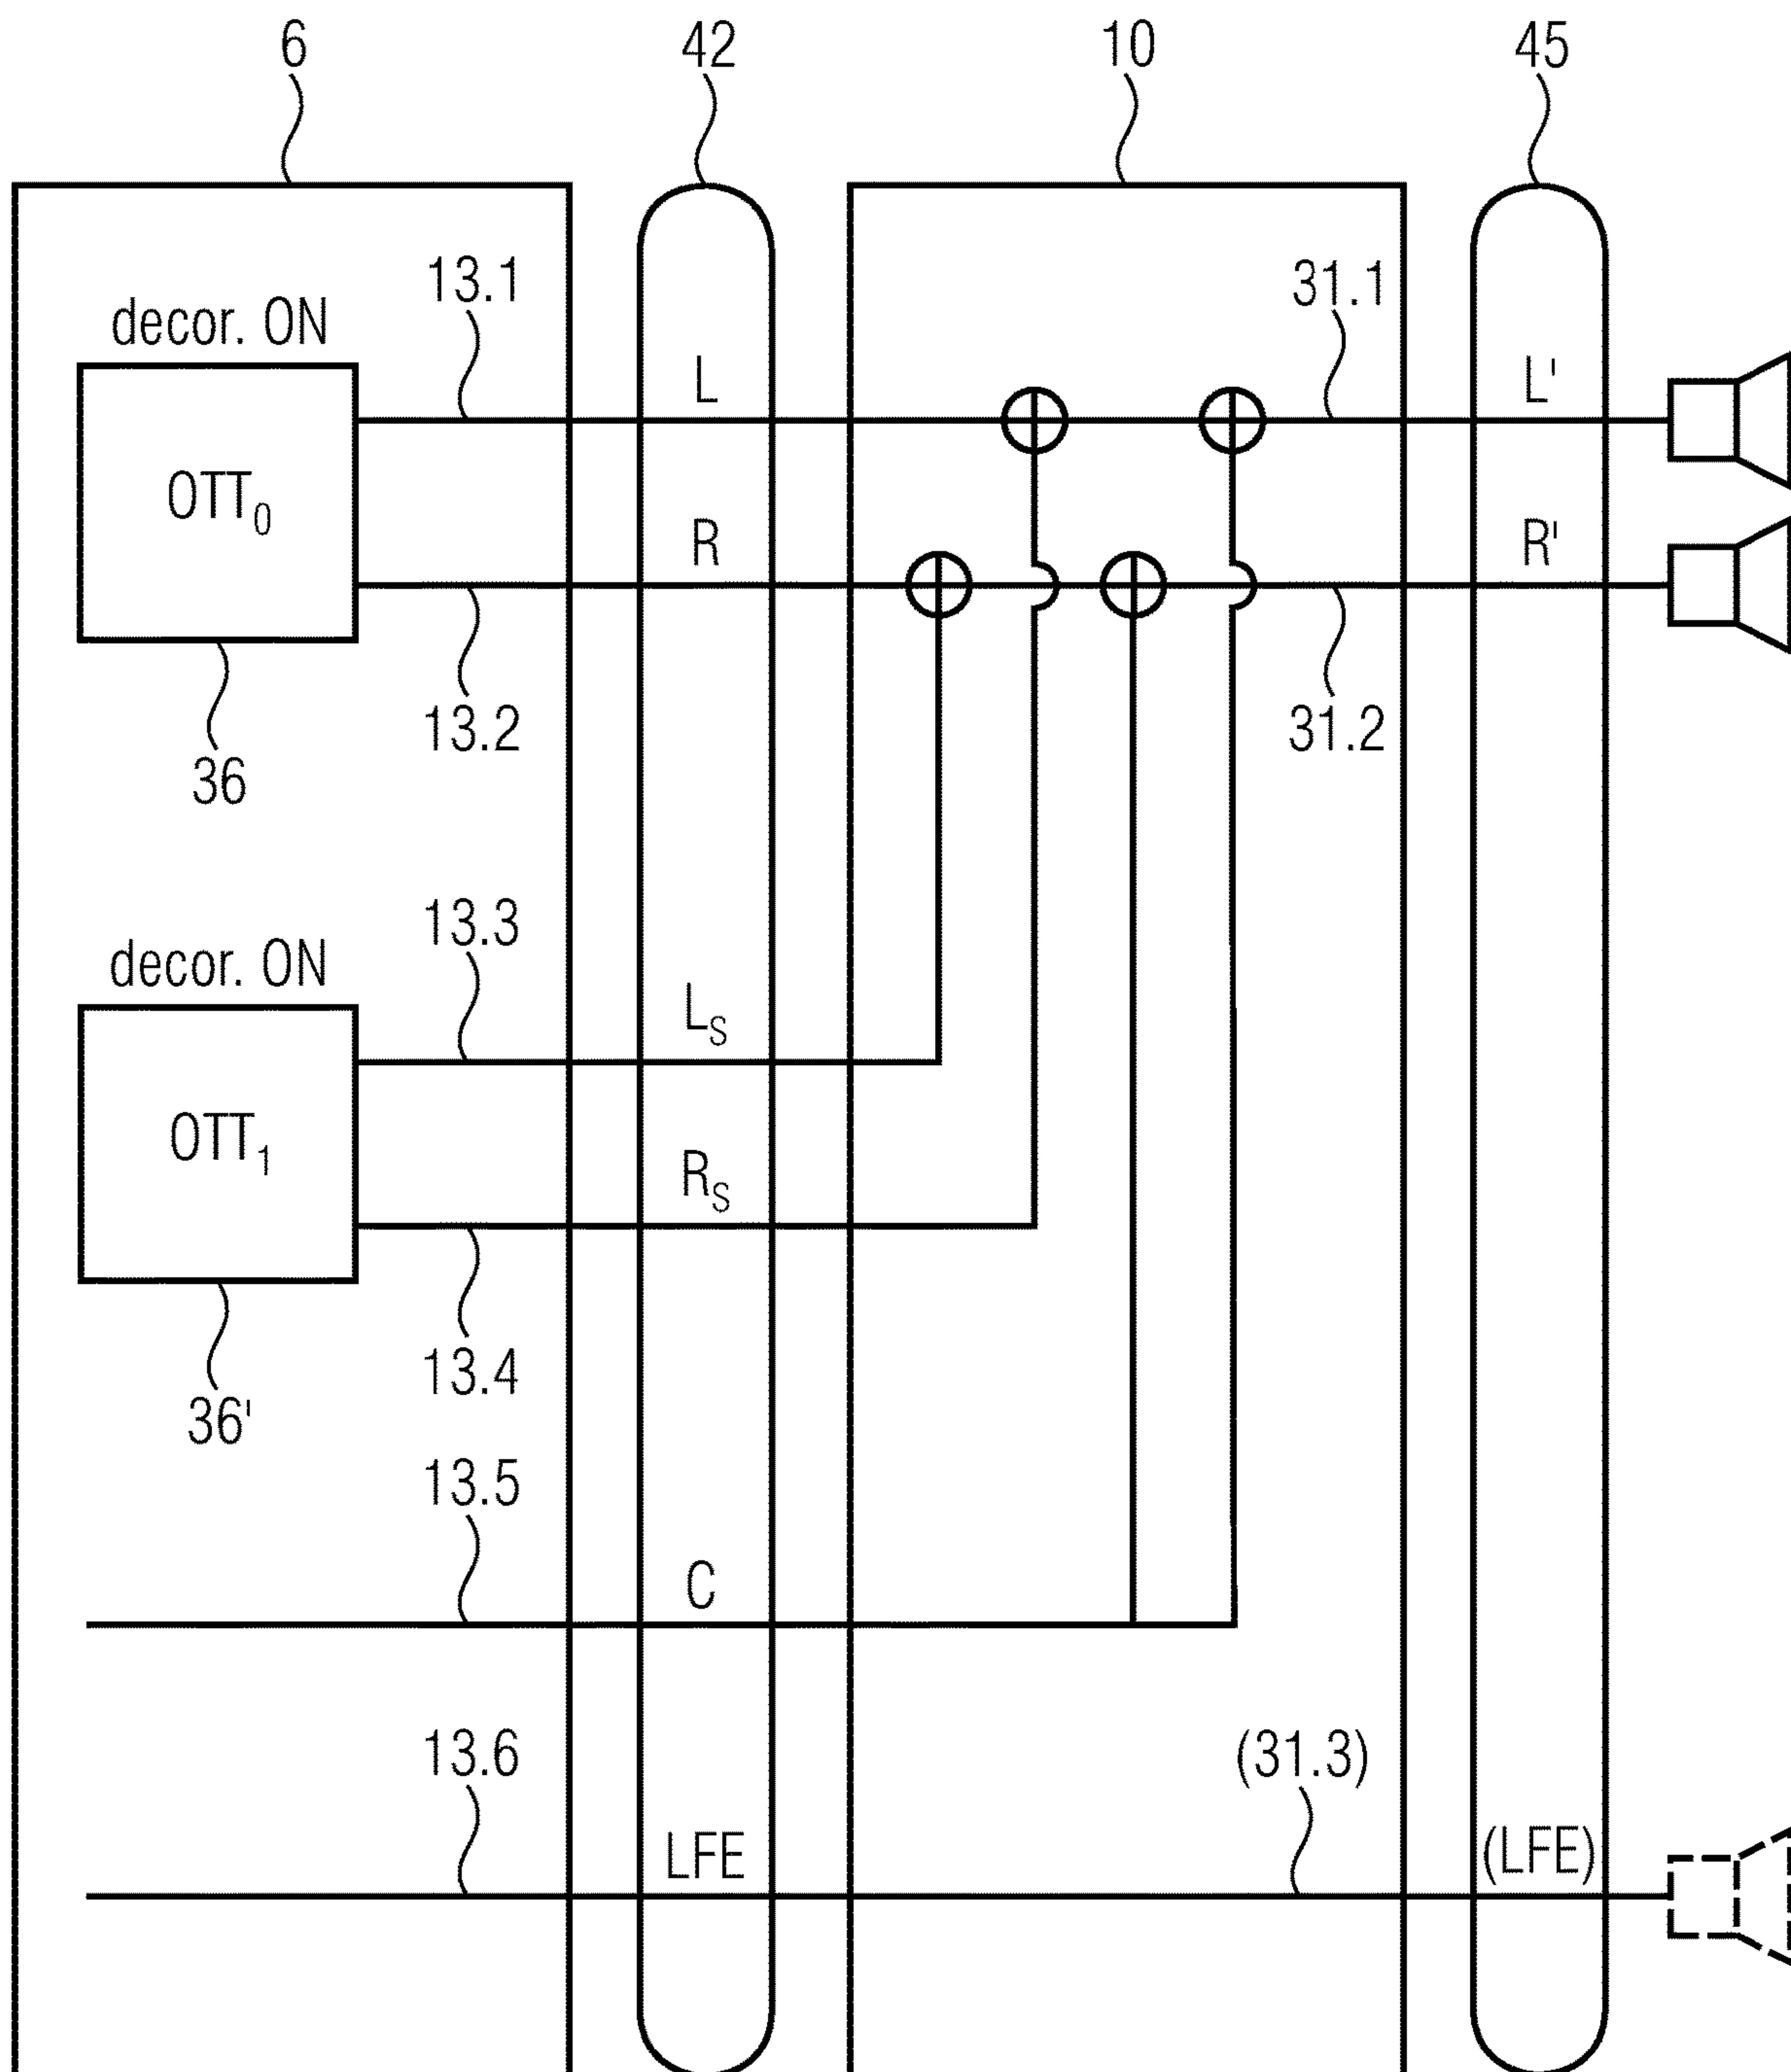 6
42
10
45
13.1
31.1
decor. ON
L
L'
OTT0
R
R'
13.2
31.2
36
13.3
decor. ON
LS
OTT1
RS
13.4
36'
13.5
C
13.6
(31.3)
LFE
(LFE)